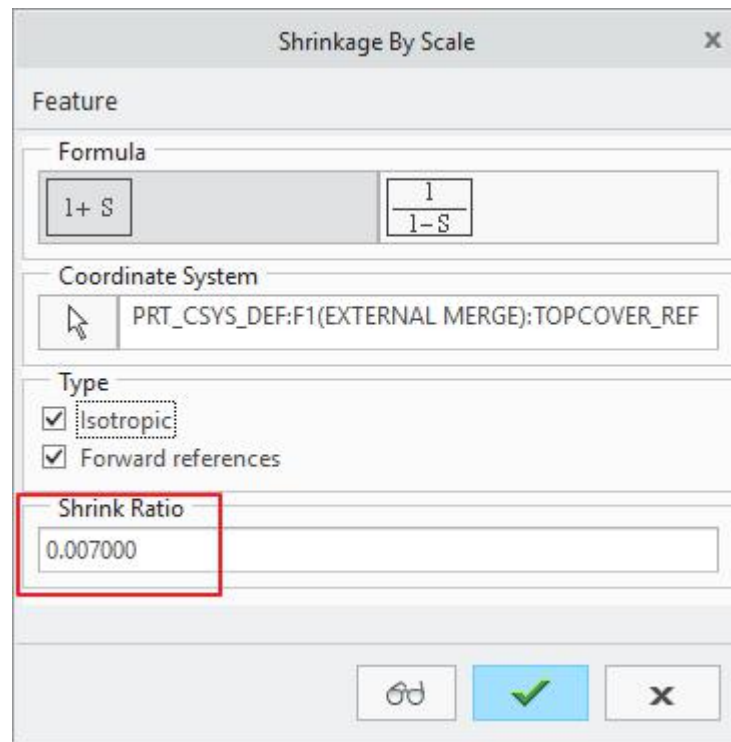 Shrinkage By Scale
Feature
Formula
1+ S
1
1-S
Coordinate System
PRT_CSYS_DEF:F1(EXTERNAL MERGE):TOPCOVER_REF
Type
Isotropic
Forward references
Shrink Ratio
0.007000